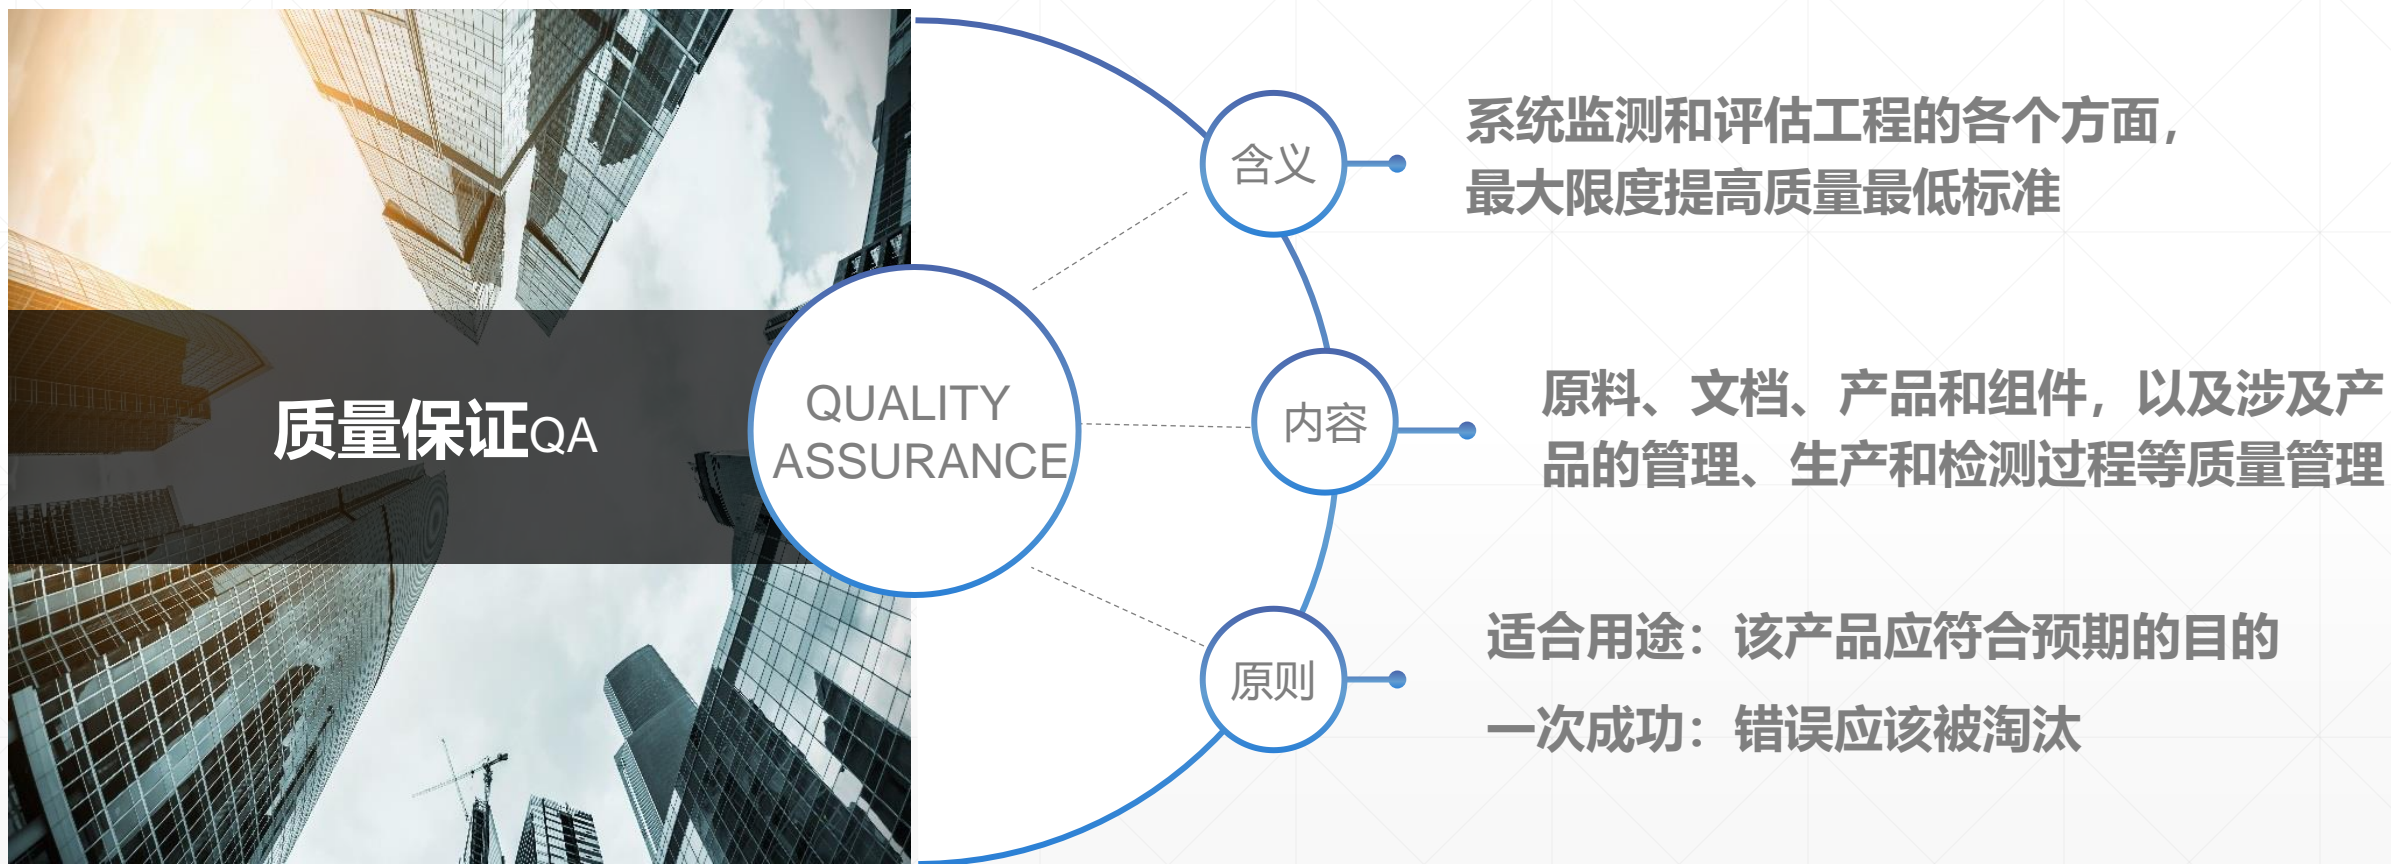 质量保证QA
QUALITY
ASSURANCE
含义
系统监测和评估工程的各个方面，
最大限度提高质量最低标准
内容
原料、文档、产品和组件，以及涉及产
品的管理、生产和检测过程等质量管理
原则
适合用途：该产品应符合预期的目的
一次成功：错误应该被淘汰